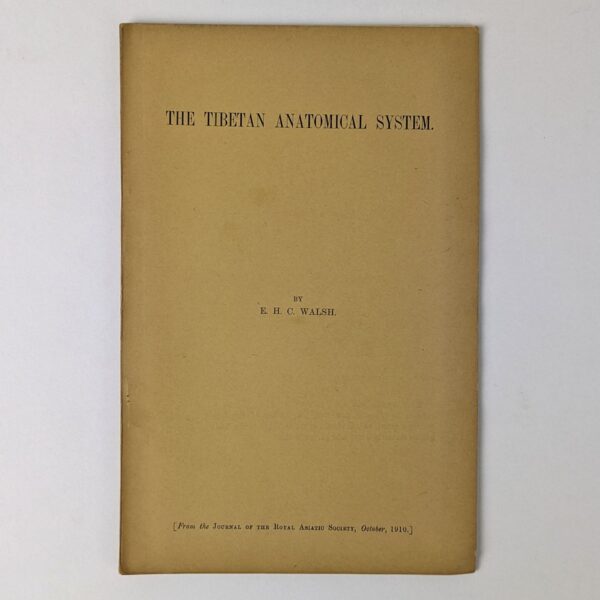 THE TIBETAN ANATOMICAL SYSTEM.
BY
E. H. C. WALSH.
[From the JOURNAL OF THE ROYAL ASIATIC SOCIETY, October, 1910.]